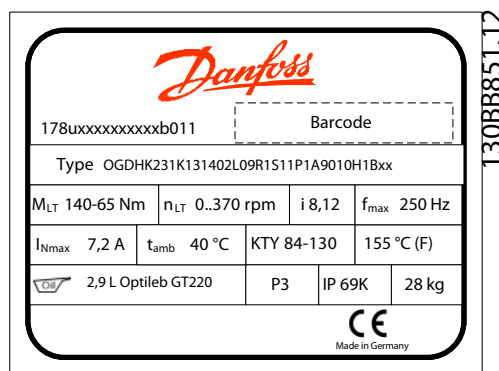 Danfoss
178uxxxxxxxxxxb011
Barcode
Type OGDHK231K131402L09R1S11P1A9010H1Bxx
MLT 140-65 Nm nLT 0..370 rpm i 8,12 fmax 250 Hz
INmax 7,2 A tamb 40 °C KTY 84-130 155 °C (F)
Oil 2,9 L Optileb GT220 P3 IP 69K 28 kg
CE
Made in Germany
130BB851.12